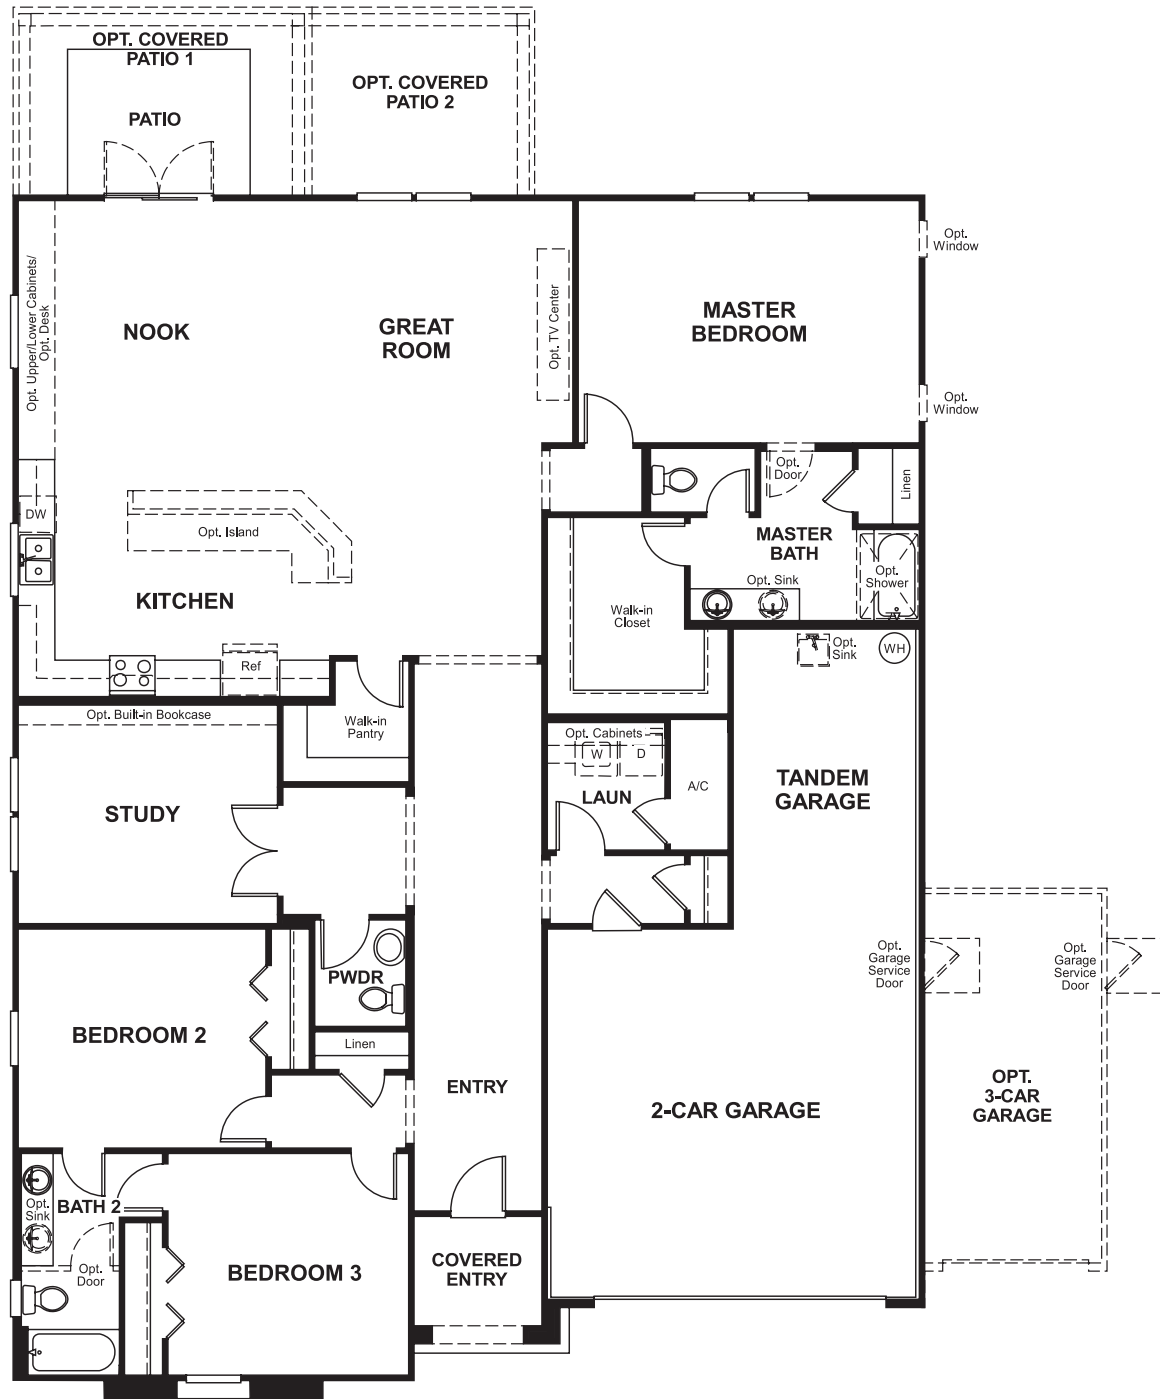 OPT. COVERED
PATIO 1
PATIO
OPT. COVERED
PATIO 2
Opt. Upper/Lower Cabinets/
Opt. Desk
NOOK
GREAT
ROOM
Opt. TV Center
MASTER
BEDROOM
Opt.
Window
Opt.
Window
DW
Opt. Island
KITCHEN
Ref
Opt.
Door
Linen
MASTER
BATH
Opt. Sink
Opt.
Shower
Walk-in
Closet
Opt.
Sink
WH
Opt. Built-in Bookcase
Walk-in
Pantry
STUDY
Opt. Cabinets
W
D
LAUN
A/C
TANDEM
GARAGE
PWDR
Linen
BEDROOM 2
ENTRY
2-CAR GARAGE
Opt.
Garage
Service
Door
Opt.
Garage
Service
Door
OPT.
3-CAR
GARAGE
Opt.
Sink
BATH 2
Opt.
Door
BEDROOM 3
COVERED
ENTRY